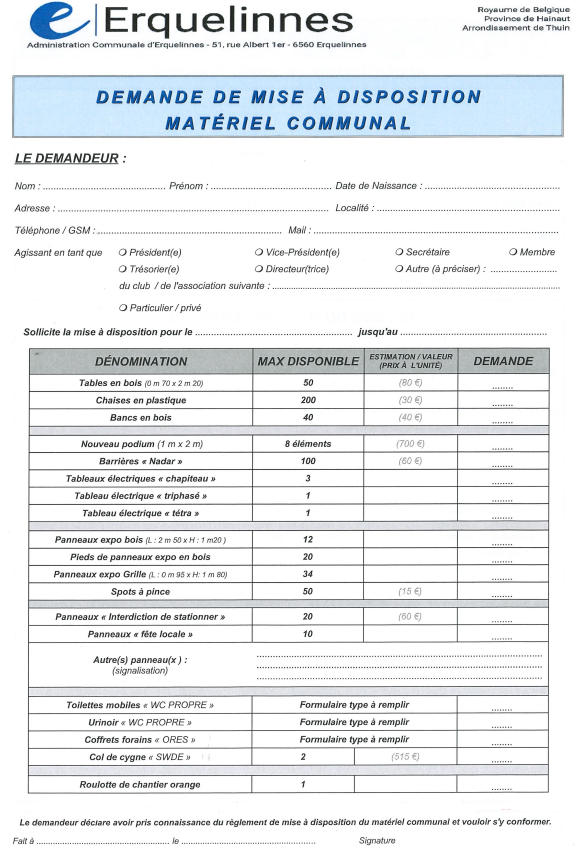 e Erquelinnes
Administration Communale d'Erquelinnes - 51, rue Albert 1er - 6560 Erquelinnes
Royaume de Belgique
Province de Hainaut
Arrondissement de Thuin
DEMANDE DE MISE À DISPOSITION
MATÉRIEL COMMUNAL
LE DEMANDEUR :
Nom : ........................................ Prénom : ...................................... Date de Naissance : ............................................
Adresse : .......................................................................................... Localité : ............................................................
Téléphone / GSM : ............................................................. Mail : ..................................................................................
Agissant en tant que ❍ Président(e) ❍ Vice-Président(e) ❍ Secrétaire ❍ Membre
❍ Trésorier(e) ❍ Directeur(trice) ❍ Autre (à préciser) : ......................
du club / de l'association suivante : ..............................................................................................
❍ Particulier / privé
Sollicite la mise à disposition pour le .................................................... jusqu'au ................................................
DÉNOMINATION MAX DISPONIBLE ESTIMATION / VALEUR (PRIX À L'UNITÉ) DEMANDE
Tables en bois (0 m 70 x 2 m 20) 50 (80 €) ........
Chaises en plastique 200 (30 €) ........
Bancs en bois 40 (40 €) ........
Nouveau podium (1 m x 2 m) 8 éléments (700 €) ........
Barrières « Nadar » 100 (60 €) ........
Tableaux électriques « chapiteau » 3 ........
Tableau électrique « triphasé » 1 ........
Tableau électrique « tétra » 1 ........
Panneaux expo bois (L : 2 m 50 x H : 1 m20 ) 12 ........
Pieds de panneaux expo en bois 20 ........
Panneaux expo Grille (L : 0 m 95 x H: 1 m 80) 34 ........
Spots à pince 50 (15 €) ........
Panneaux « Interdiction de stationner » 20 (60 €) ........
Panneaux « fête locale » 10 ........
Autre(s) panneau(x ) : ........................................................................
(signalisation) ........................................................................
........................................................................
Toilettes mobiles « WC PROPRE » Formulaire type à remplir ........
Urinoir « WC PROPRE » Formulaire type à remplir ........
Coffrets forains « ORES » Formulaire type à remplir ........
Col de cygne « SWDE » 2 (515 €) ........
Roulotte de chantier orange 1 ........
Le demandeur déclare avoir pris connaissance du règlement de mise à disposition du matériel communal et vouloir s'y conformer.
Fait à ............................................. le ............................................. Signature